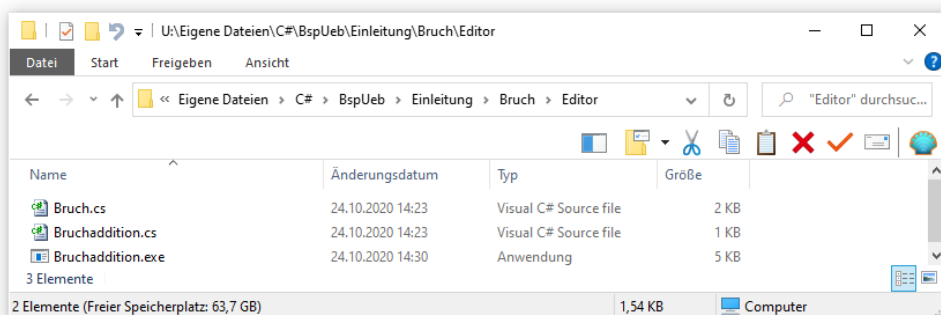 U:\Eigene Dateien\C#\BspUeb\Einleitung\Bruch\Editor
Datei Start Freigeben Ansicht
« Eigene Dateien › C# › BspUeb › Einleitung › Bruch › Editor "Editor" durchsuc...
Name Änderungsdatum Typ Größe
Bruch.cs 24.10.2020 14:23 Visual C# Source file 2 KB
Bruchaddition.cs 24.10.2020 14:23 Visual C# Source file 1 KB
Bruchaddition.exe 24.10.2020 14:30 Anwendung 5 KB
3 Elemente
2 Elemente (Freier Speicherplatz: 63,7 GB) 1,54 KB Computer